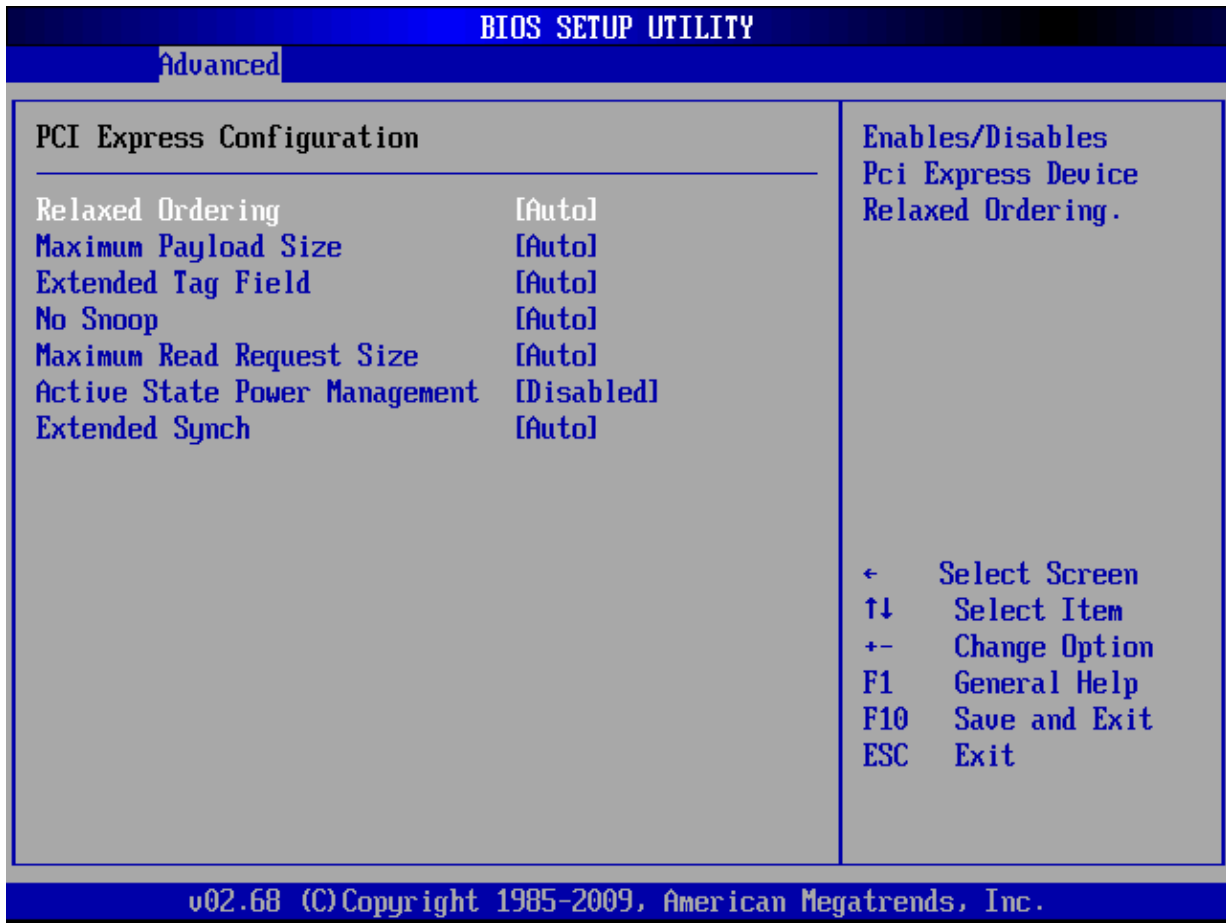 BIOS SETUP UTILITY
Advanced
PCI Express Configuration
Relaxed Ordering [Auto]
Maximum Payload Size [Auto]
Extended Tag Field [Auto]
No Snoop [Auto]
Maximum Read Request Size [Auto]
Active State Power Management [Disabled]
Extended Synch [Auto]
Enables/Disables
Pci Express Device
Relaxed Ordering.
← Select Screen
↑↓ Select Item
+- Change Option
F1 General Help
F10 Save and Exit
ESC Exit
v02.68 (C)Copyright 1985-2009, American Megatrends, Inc.